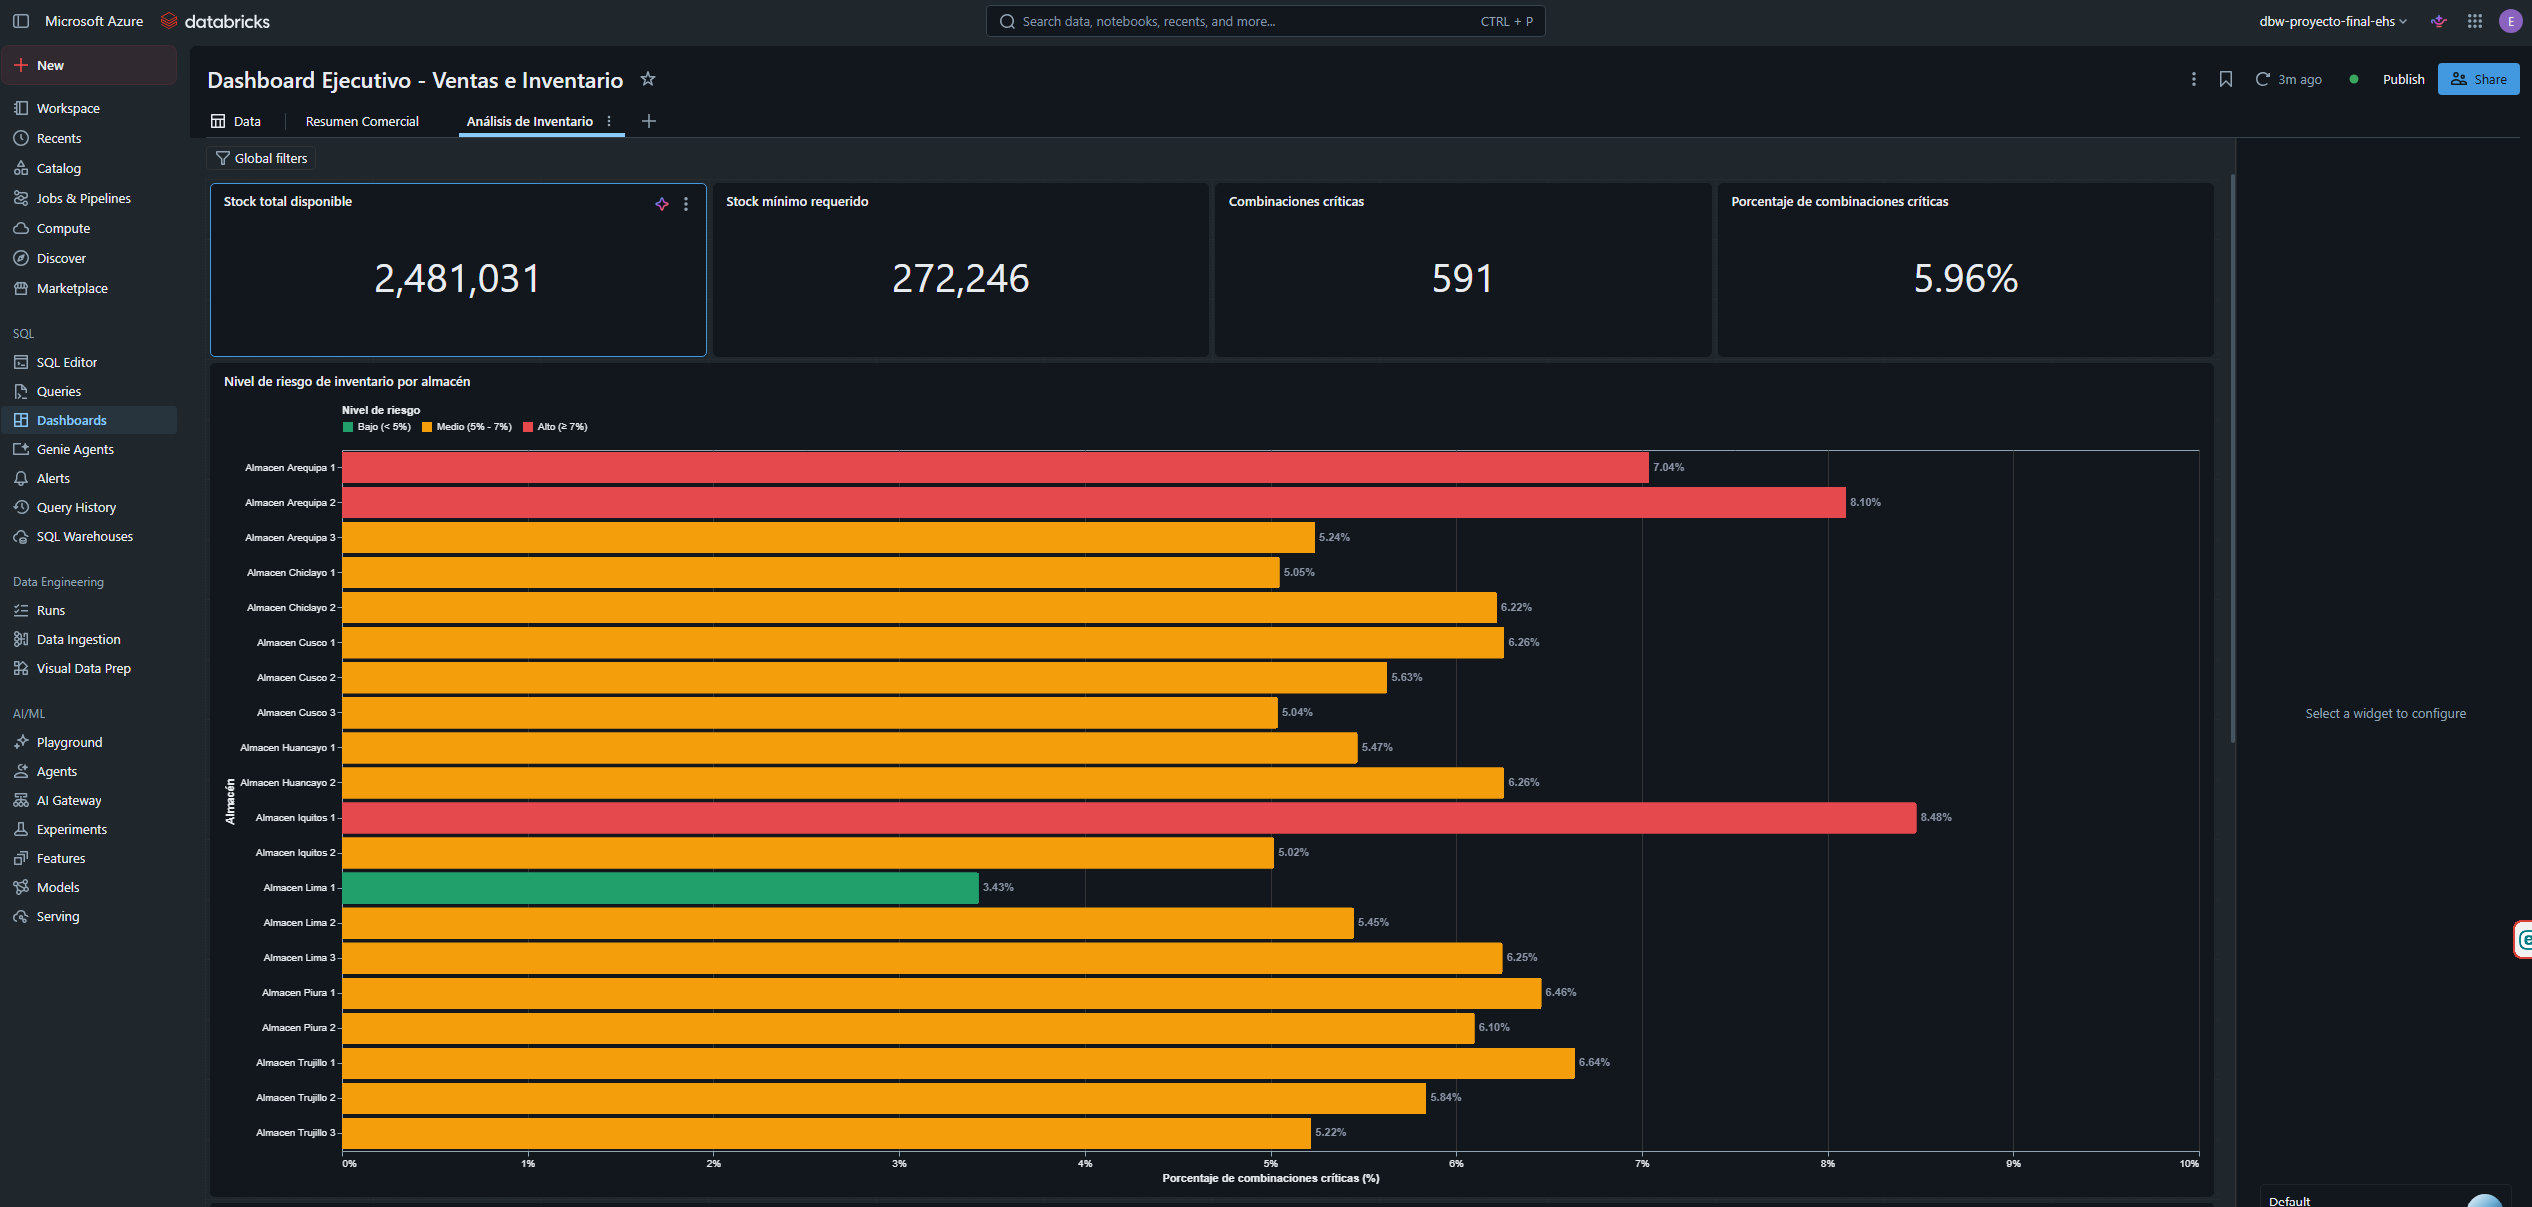 Microsoft Azure databricks
Search data, notebooks, recents, and more... CTRL + P
dbw-proyecto-final-ehs E
New
Workspace
Recents
Catalog
Jobs & Pipelines
Compute
Discover
Marketplace
SQL
SQL Editor
Queries
Dashboards
Genie Agents
Alerts
Query History
SQL Warehouses
Data Engineering
Runs
Data Ingestion
Visual Data Prep
AI/ML
Playground
Agents
AI Gateway
Experiments
Features
Models
Serving
Dashboard Ejecutivo - Ventas e Inventario
3m ago Publish Share
Data Resumen Comercial Análisis de Inventario
Global filters
Stock total disponible
2,481,031
Stock mínimo requerido
272,246
Combinaciones críticas
591
Porcentaje de combinaciones críticas
5.96%
Nivel de riesgo de inventario por almacén
Nivel de riesgo
Bajo (< 5%) Medio (5% - 7%) Alto (≥ 7%)
Almacén
Almacen Arequipa 1 7.04%
Almacen Arequipa 2 8.10%
Almacen Arequipa 3 5.24%
Almacen Chiclayo 1 5.05%
Almacen Chiclayo 2 6.22%
Almacen Cusco 1 6.26%
Almacen Cusco 2 5.63%
Almacen Cusco 3 5.04%
Almacen Huancayo 1 5.47%
Almacen Huancayo 2 6.26%
Almacen Iquitos 1 8.48%
Almacen Iquitos 2 5.02%
Almacen Lima 1 3.43%
Almacen Lima 2 5.45%
Almacen Lima 3 6.25%
Almacen Piura 1 6.46%
Almacen Piura 2 6.10%
Almacen Trujillo 1 6.64%
Almacen Trujillo 2 5.84%
Almacen Trujillo 3 5.22%
0% 1% 2% 3% 4% 5% 6% 7% 8% 9% 10%
Porcentaje de combinaciones críticas (%)
Select a widget to configure
Default